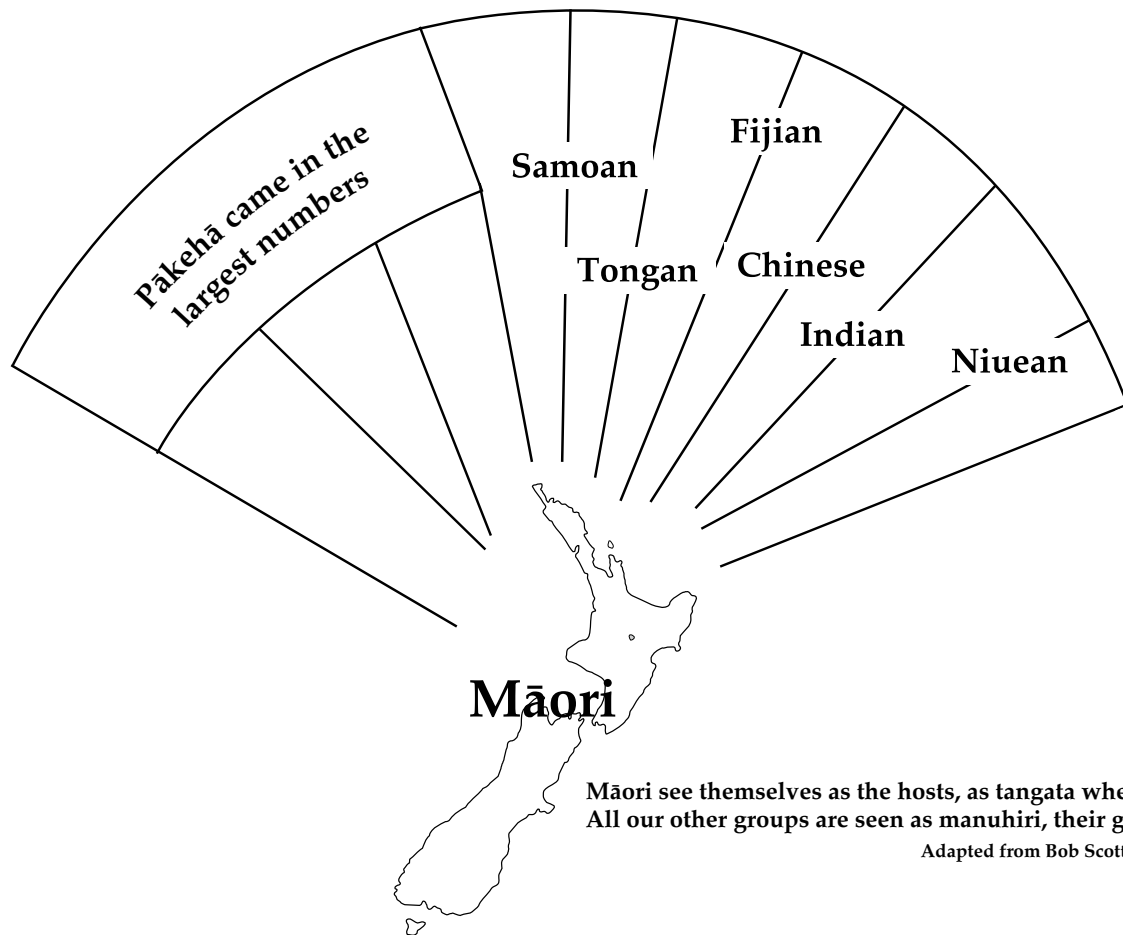 Pākehā came in the
largest numbers
Samoan
Tongan
Fijian
Chinese
Indian
Niuean
Māori
Māori see themselves as the hosts, as tangata
All our other groups are seen as manuhiri, their
Adapted from Bob Scott